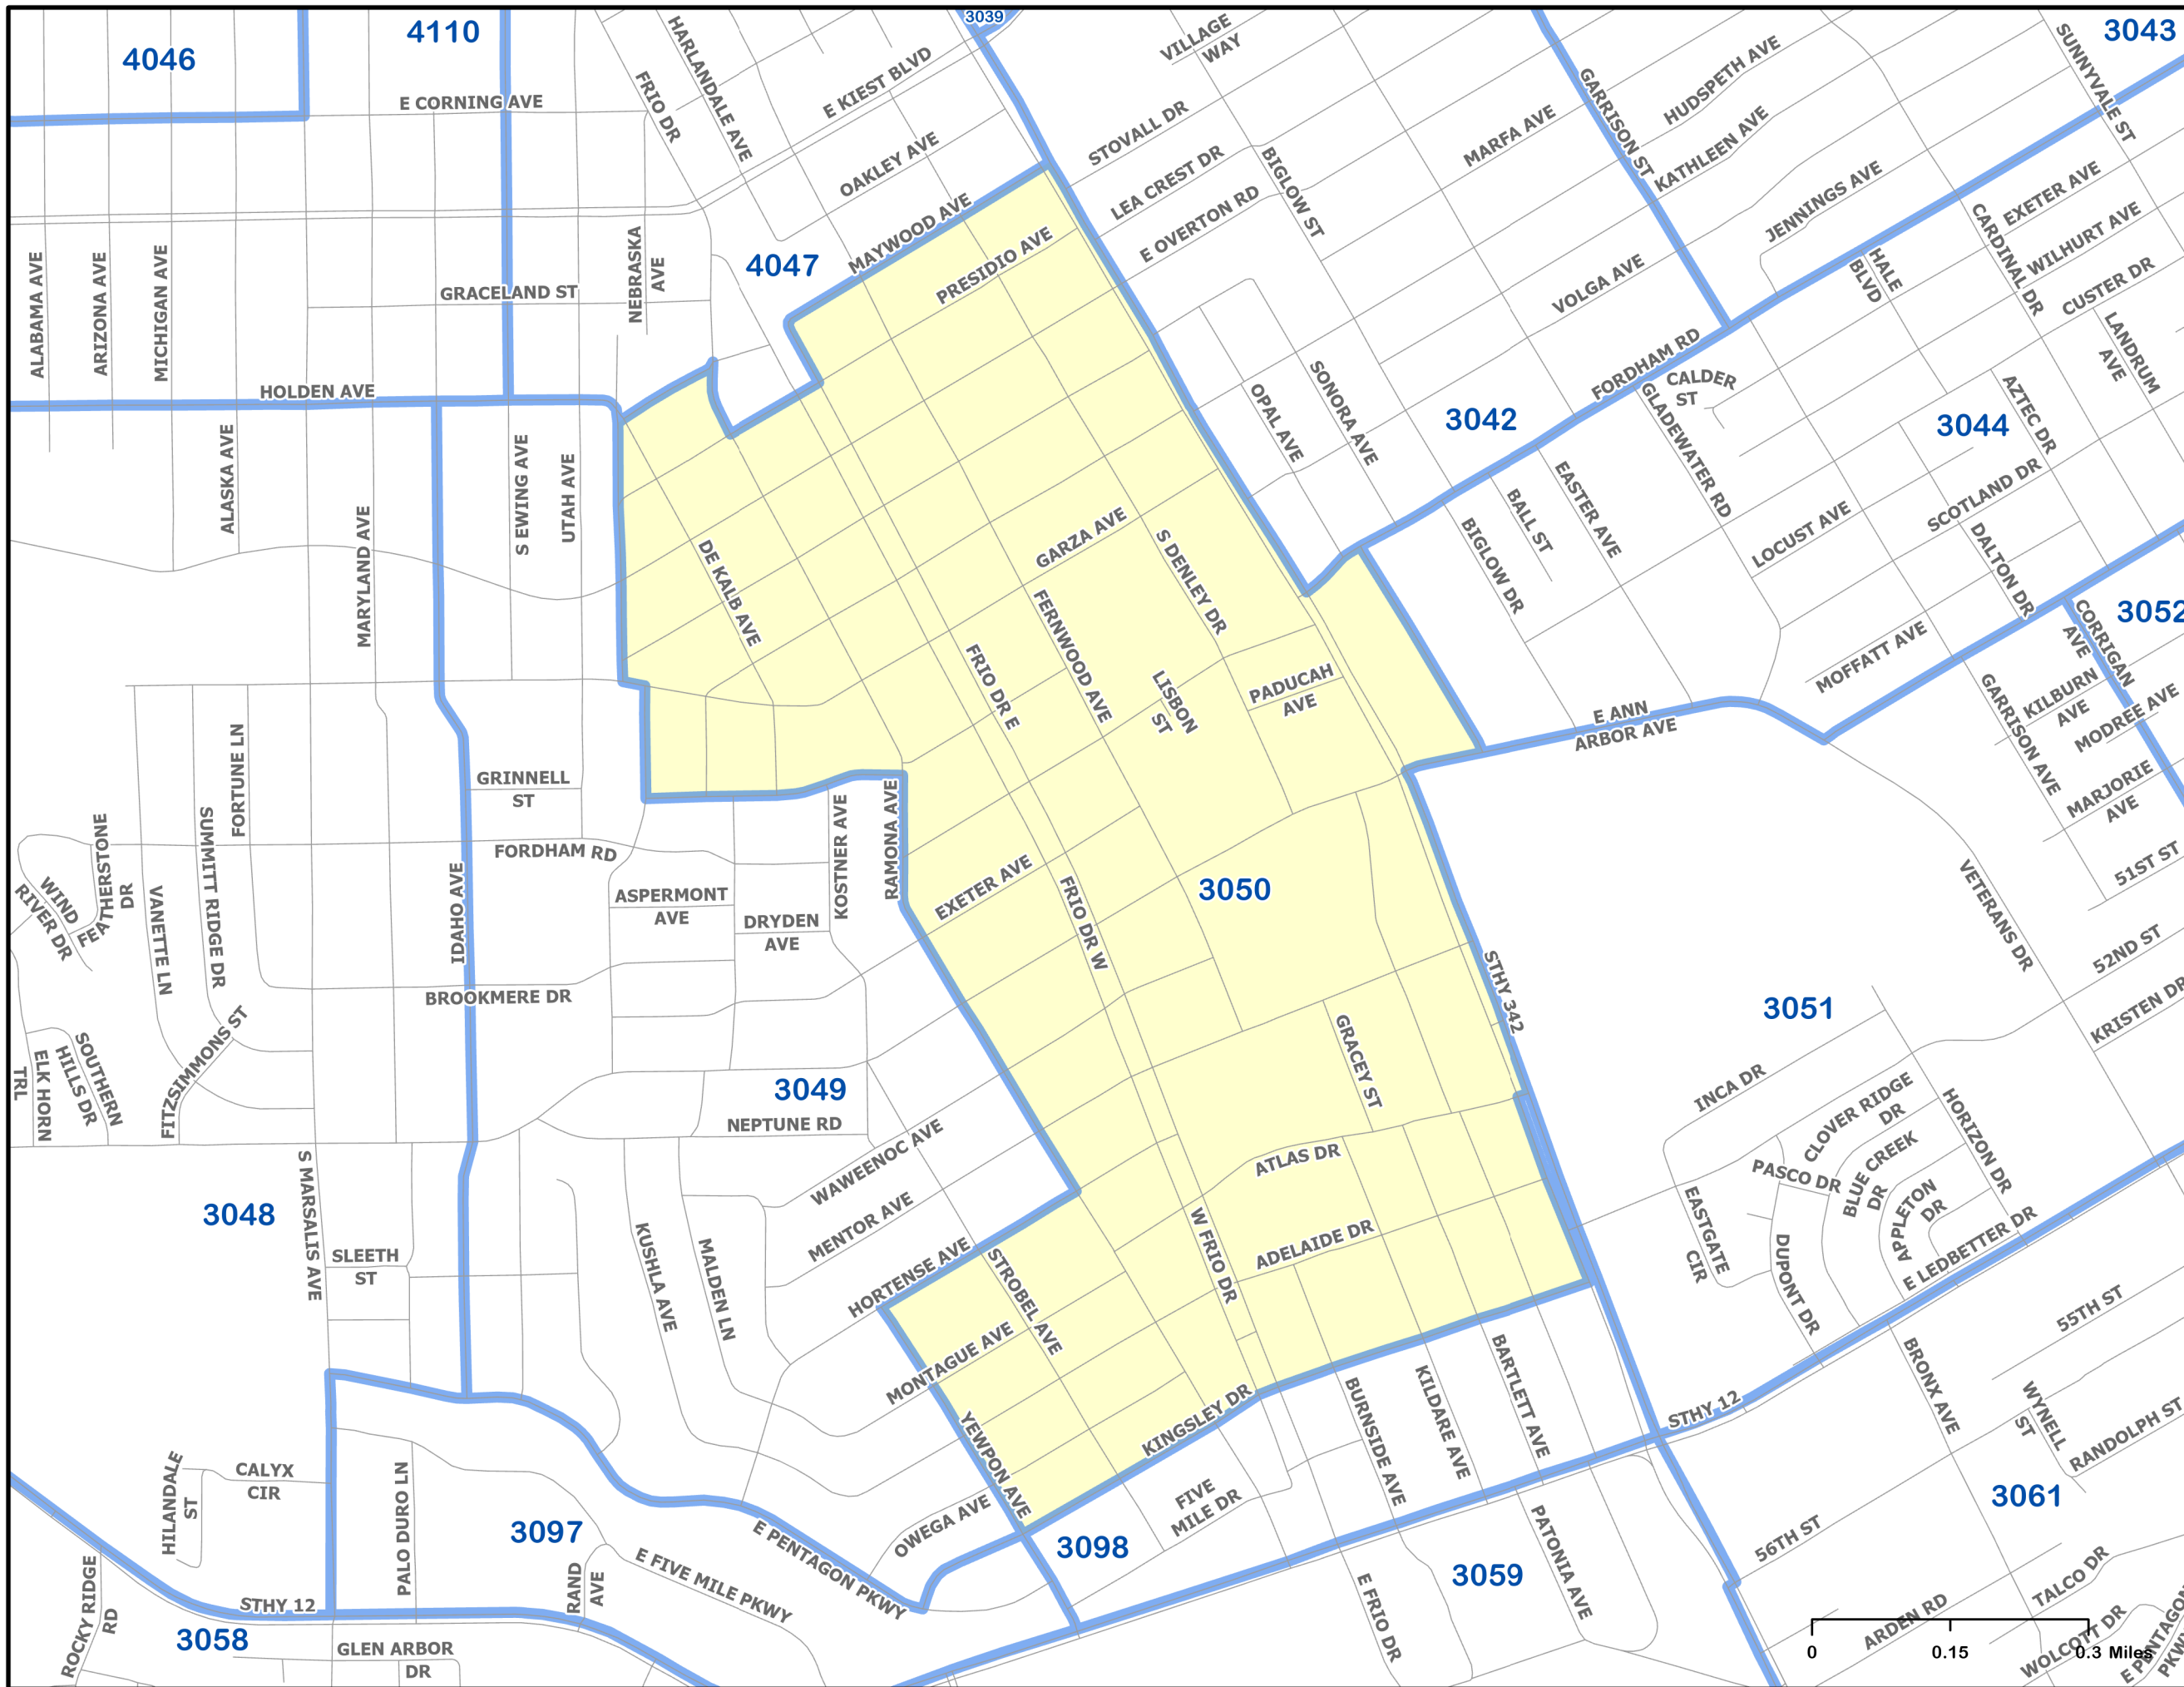 4046
4110
3039
3043
E CORNING AVE
FRIO DR
HARLANDALE AVE
E KIEST BLVD
OAKLEY AVE
VILLAGE
WAY
STOVALL DR
LEA CREST DR
E OVERTON RD
BIGLOW ST
MARFA AVE
GARRISON ST
HUDSPETH AVE
KATHLEEN AVE
JENNINGS AVE
SUNNYVALE ST
EXETER AVE
WILHURT AVE
CARDINAL DR
CUSTER DR
HALE
BLVD
LANDRUM
AVE
ALABAMA AVE
ARIZONA AVE
MICHIGAN AVE
NEBRASKA
AVE
GRACELAND ST
4047
MAYWOOD AVE
PRESIDIO AVE
VOLGA AVE
FORDHAM RD
CALDER
ST
GLADEWATER RD
3042
3044
AZTEC DR
SCOTLAND DR
LOCUST AVE
HOLDEN AVE
ALASKA AVE
MARYLAND AVE
S EWING AVE
UTAH AVE
OPAL AVE
SONORA AVE
BALL ST
EASTER AVE
BIGLOW DR
DE KALB AVE
GARZA AVE
S DENLEY DR
FERNWOOD AVE
FRIO DR E
LISBON
ST
PADUCAH
AVE
DALTON DR
MOFFATT AVE
3052
CORRIGAN
AVE
KILBURN
AVE
MODREE AVE
GARRISON AVE
MARJORIE
AVE
51ST ST
E ANN
ARBOR AVE
VETERANS DR
52ND ST
KRISTEN DR
FORTUNE LN
GRINNELL
ST
FORDHAM RD
FEATHERSTONE
DR
WIND
RIVER DR
VANETTE LN
SUMMITT RIDGE DR
IDAHO AVE
ASPERMONT
AVE
DRYDEN
AVE
KOSTNER AVE
RAMONA AVE
EXETER AVE
3050
FRIO DR W
STHY 342
BROOKMERE DR
FITZSIMMONS ST
SOUTHERN
HILLS DR
ELK HORN
TRL
3049
NEPTUNE RD
3051
INCA DR
GRACEY ST
ATLAS DR
ADELAIDE DR
W FRIO DR
WAWEENOC AVE
MENTOR AVE
HORTENSE AVE
STROBEL AVE
MONTAGUE AVE
YEWPON AVE
KINGSLEY DR
CLOVER RIDGE
DR
PASCO DR
BLUE CREEK
DR
APPLETON
DR
HORIZON DR
E LEDBETTER DR
EASTGATE
CIR
DUPONT DR
55TH ST
BRONX AVE
WYNELL
ST
RANDOLPH ST
3048
S MARSALIS AVE
SLEETH
ST
KUSHLA AVE
MALDEN LN
BURNSIDE AVE
KILDARE AVE
BARTLETT AVE
STHY 12
HILANDALE
ST
CALYX
CIR
PALO DURO LN
3097
OWEGA AVE
E PENTAGON PKWY
E FIVE MILE PKWY
RAND
AVE
3098
FIVE
MILE DR
3059
PATONIA AVE
E FRIO DR
3061
56TH ST
TALCO DR
ARDEN RD
WOLCOTT DR
E PENTAGON
PKWY
ROCKY RIDGE
RD
STHY 12
3058
GLEN ARBOR
DR
0 0.15 0.3 Miles